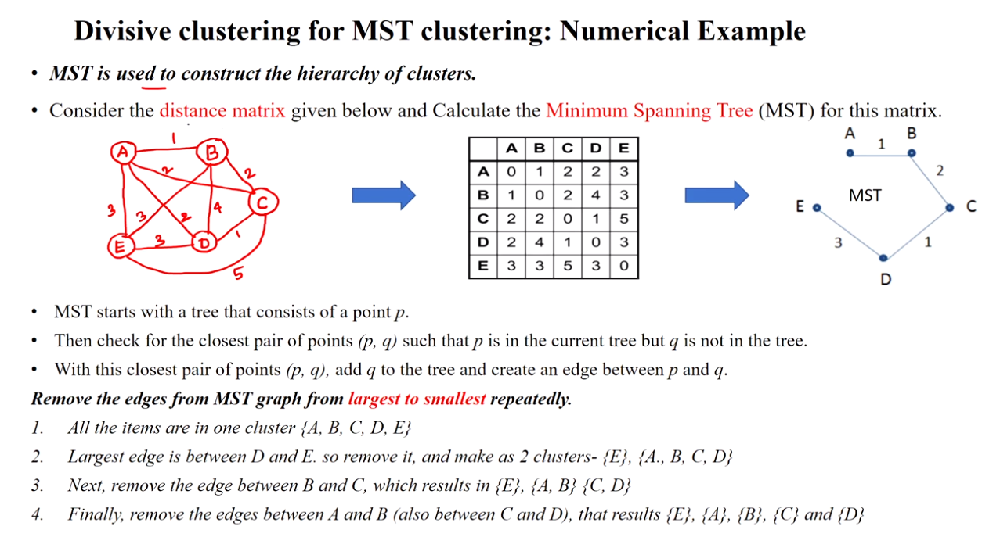 Divisive clustering for MST clustering: Numerical Example
• MST is used to construct the hierarchy of clusters.
• Consider the distance matrix given below and Calculate the Minimum Spanning Tree (MST) for this matrix.
A 1 B
2 2
C
3 3 2 4
1
E 3 D
5
A B C D E
A 0 1 2 2 3
B 1 0 2 4 3
C 2 2 0 1 5
D 2 4 1 0 3
E 3 3 5 3 0
A 1 B
2
E MST C
3 1
D
• MST starts with a tree that consists of a point p.
• Then check for the closest pair of points (p, q) such that p is in the current tree but q is not in the tree.
• With this closest pair of points (p, q), add q to the tree and create an edge between p and q.
Remove the edges from MST graph from largest to smallest repeatedly.
1. All the items are in one cluster {A, B, C, D, E}
2. Largest edge is between D and E. so remove it, and make as 2 clusters- {E}, {A., B, C, D}
3. Next, remove the edge between B and C, which results in {E}, {A, B} {C, D}
4. Finally, remove the edges between A and B (also between C and D), that results {E}, {A}, {B}, {C} and {D}